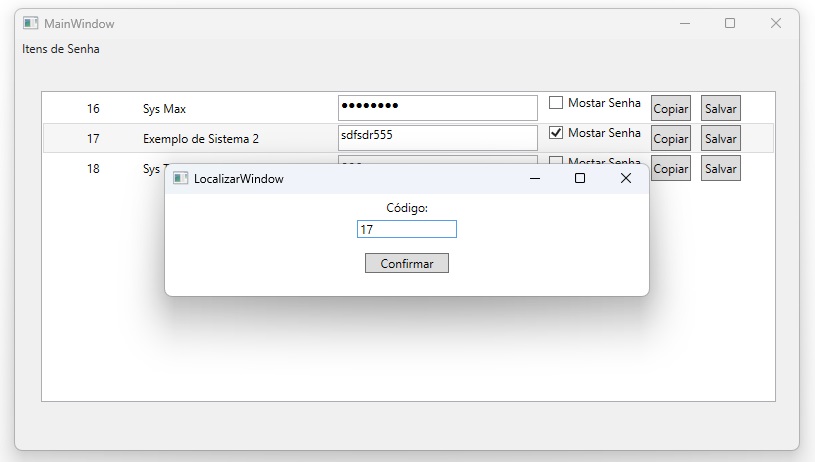 MainWindow
Itens de Senha
16 Sys Max ●●●●●●●● Mostar Senha Copiar Salvar
17 Exemplo de Sistema 2 sdfsdr555 Mostar Senha Copiar Salvar
18 Sys Mostar Senha Copiar Salvar
LocalizarWindow
Código:
17
Confirmar